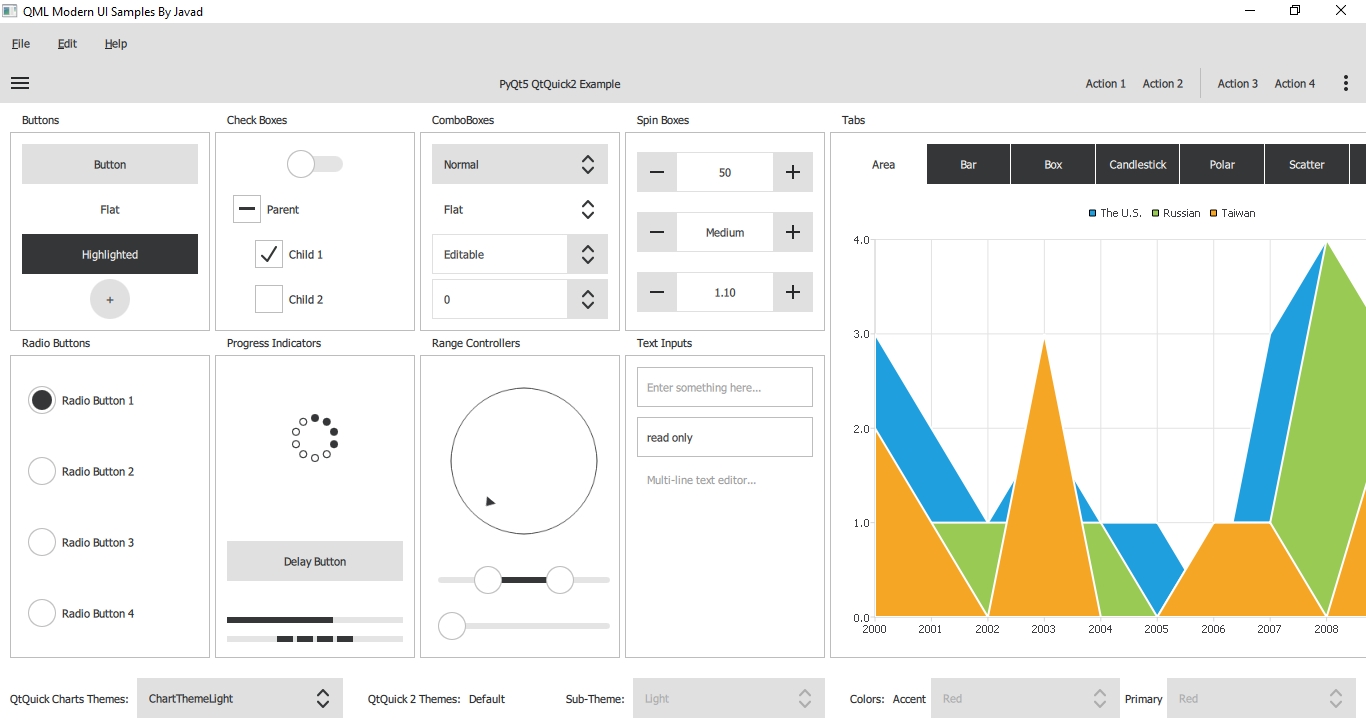 QML Modern UI Samples By Javad
File Edit Help
PyQt5 QtQuick2 Example Action 1 Action 2 Action 3 Action 4
Buttons Check Boxes ComboBoxes Spin Boxes Tabs
Button
Flat
Highlighted
+
Parent
Child 1
Child 2
Normal
Flat
Editable
0
50
Medium
1.10
Area Bar Box Candlestick Polar Scatter
The U.S. Russian Taiwan
4.0
3.0
2.0
1.0
0.0
2000 2001 2002 2003 2004 2005 2006 2007 2008
Radio Buttons Progress Indicators Range Controllers Text Inputs
Radio Button 1
Radio Button 2
Radio Button 3
Radio Button 4
Delay Button
Enter something here...
read only
Multi-line text editor...
QtQuick Charts Themes: ChartThemeLight QtQuick 2 Themes: Default Sub-Theme: Light Colors: Accent Red Primary Red